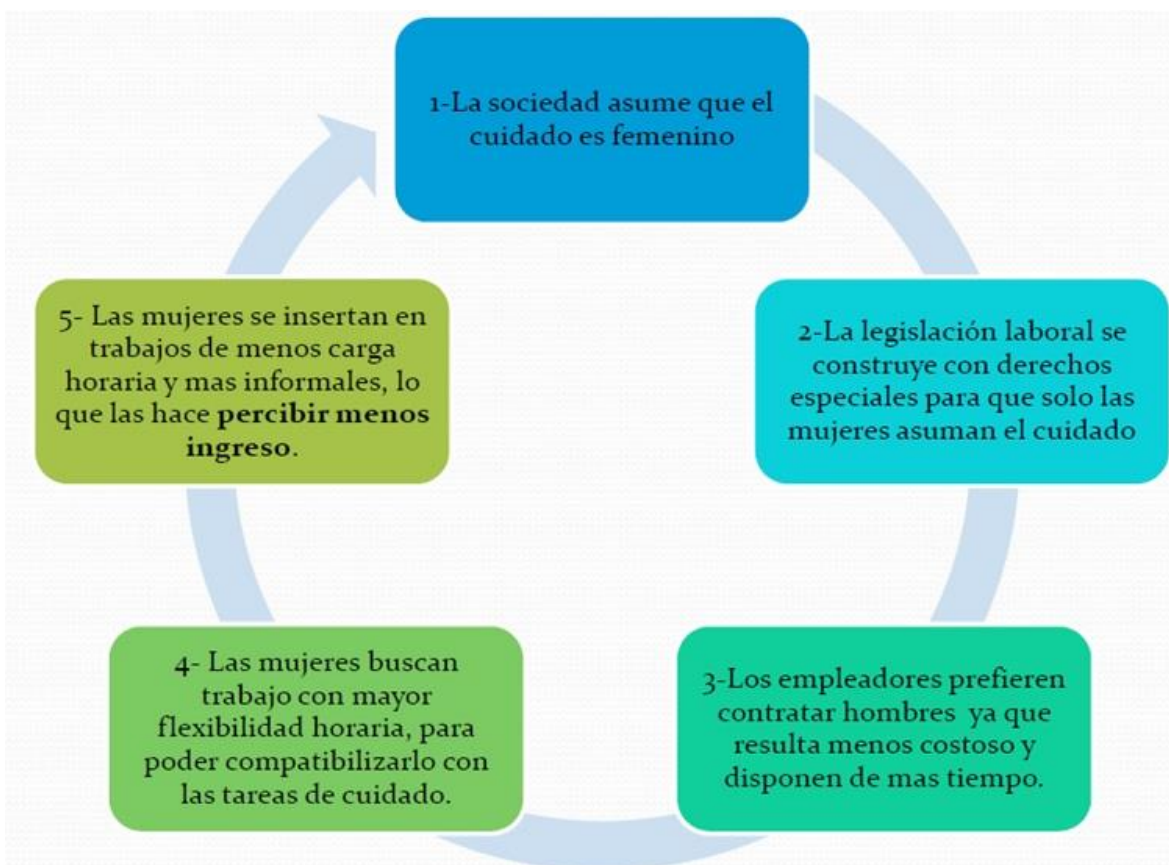 1-La sociedad asume que el
cuidado es femenino
2-La legislación laboral se
construye con derechos
especiales para que solo las
mujeres asuman el cuidado
3-Los empleadores prefieren
contratar hombres ya que
resulta menos costoso y
disponen de mas tiempo.
4- Las mujeres buscan
trabajo con mayor
flexibilidad horaria, para
poder compatibilizarlo con
las tareas de cuidado.
5- Las mujeres se insertan en
trabajos de menos carga
horaria y mas informales, lo
que las hace percibir menos
ingreso.